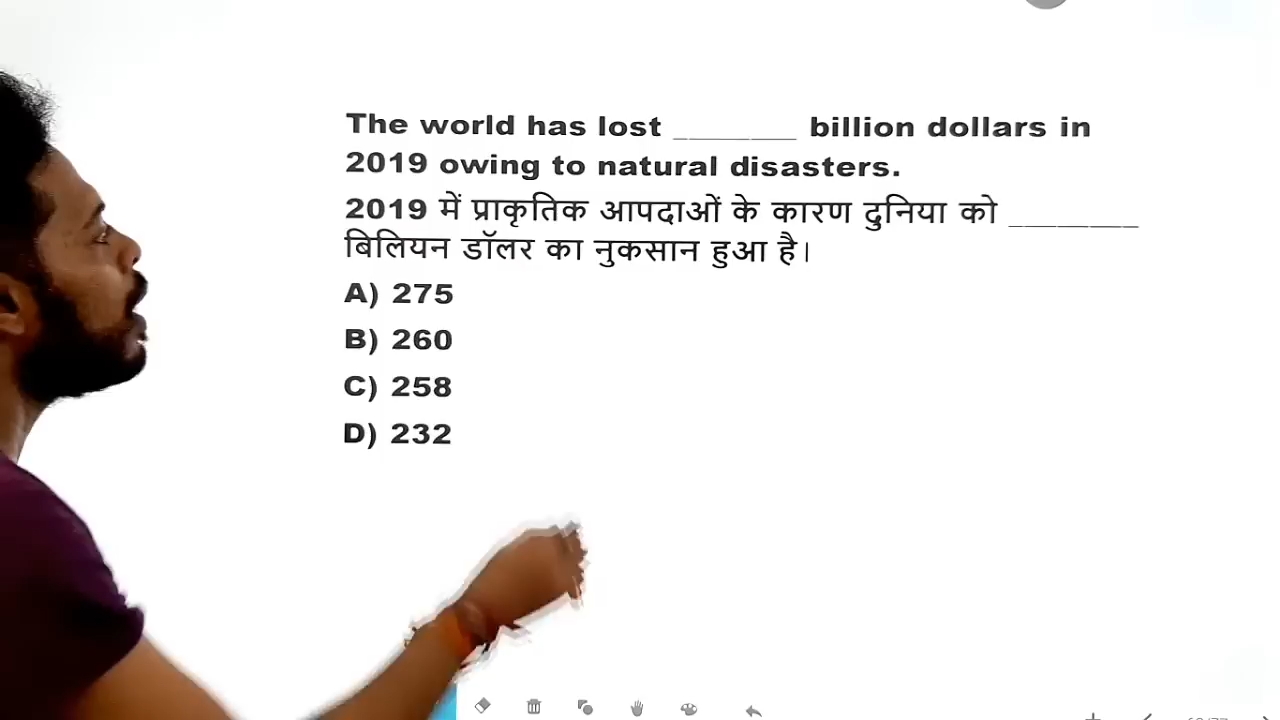 The world has lost ________ billion dollars in
2019 owing to natural disasters.
2019 में प्राकृतिक आपदाओं के कारण दुनिया को ________
बिलियन डॉलर का नुकसान हुआ है।
A) 275
B) 260
C) 258
D) 232